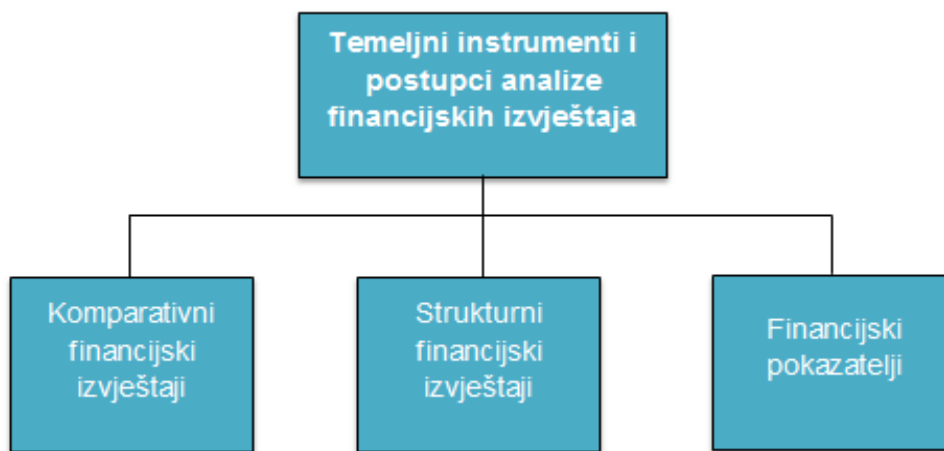 Temeljni instrumenti i
postupci analize
financijskih izvještaja
Komparativni
financijski
izvještaji
Strukturni
financijski
izvještaji
Financijski
pokazatelji